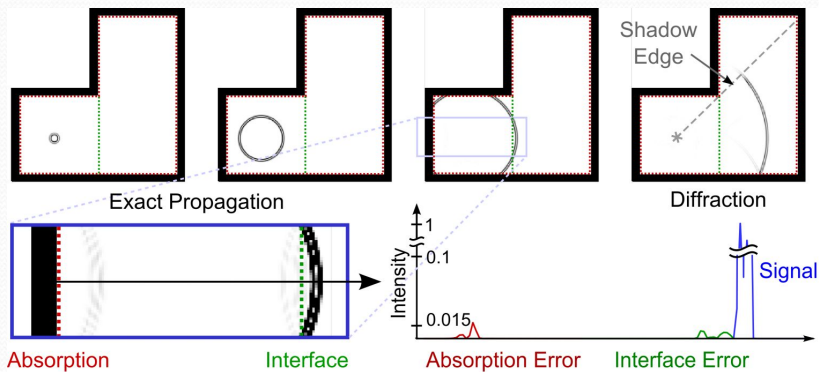 Shadow
Edge
Exact Propagation
Diffraction
Intensity
1
0.1
0.015
Signal
Absorption
Interface
Absorption Error
Interface Error